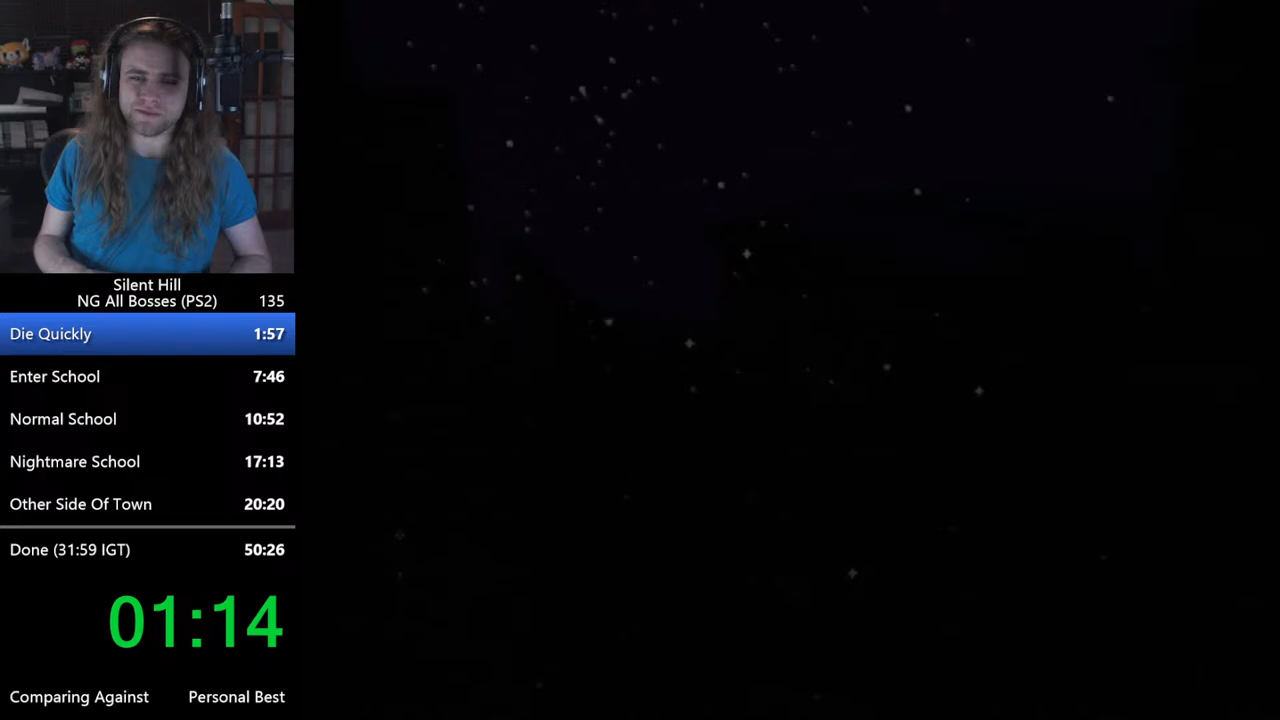 Silent Hill
NG All Bosses (PS2) 135
Die Quickly 1:57
Enter School 7:46
Normal School 10:52
Nightmare School 17:13
Other Side Of Town 20:20
Done (31:59 IGT) 50:26
01:14
Comparing Against Personal Best